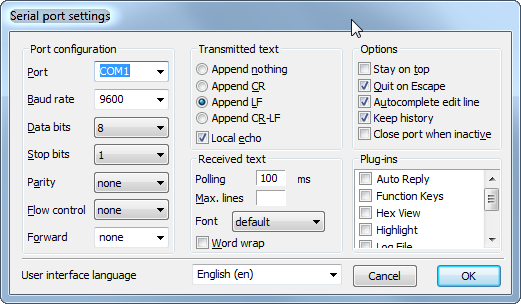 Serial port settings
Port configuration
Port COM1
Baud rate 9600
Data bits 8
Stop bits 1
Parity none
Flow control none
Forward none
Transmitted text
Append nothing
Append CR
Append LF
Append CR-LF
Local echo
Received text
Polling 100 ms
Max. lines
Font default
Word wrap
Options
Stay on top
Quit on Escape
Autocomplete edit line
Keep history
Close port when inactive
Plug-ins
Auto Reply
Function Keys
Hex View
Highlight
Log File
User interface language English (en)
Cancel OK